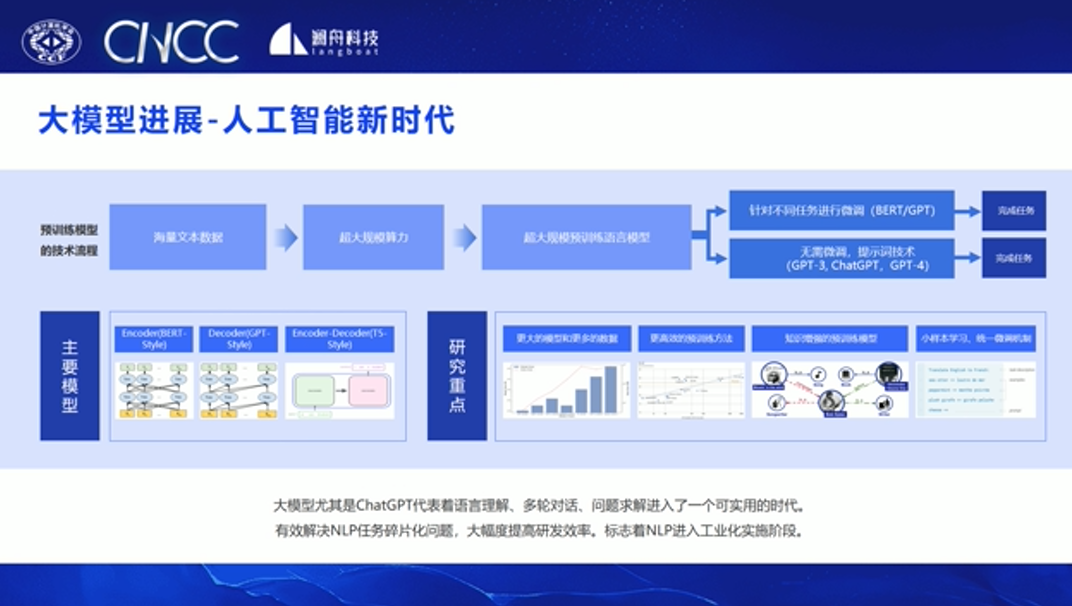 CCF
CNCC
澜舟科技
langboat
大模型进展-人工智能新时代
预训练模型
的技术流程
海量文本数据
超大规模算力
超大规模预训练语言模型
针对不同任务进行微调（BERT/GPT）
完成任务
无需微调，提示词技术
（GPT-3, ChatGPT，GPT-4）
完成任务
主要模型
Encoder(BERT-
Style)
Decoder(GPT-
Style)
Encoder-Decoder(T5-
Style)
研究重点
更大的模型和更多的数据
更高效的预训练方法
知识增强的预训练模型
小样本学习、统一微调机制
大模型尤其是ChatGPT代表着语言理解、多轮对话、问题求解进入了一个可实用的时代。
有效解决NLP任务碎片化问题，大幅度提高研发效率。标志着NLP进入工业化实施阶段。